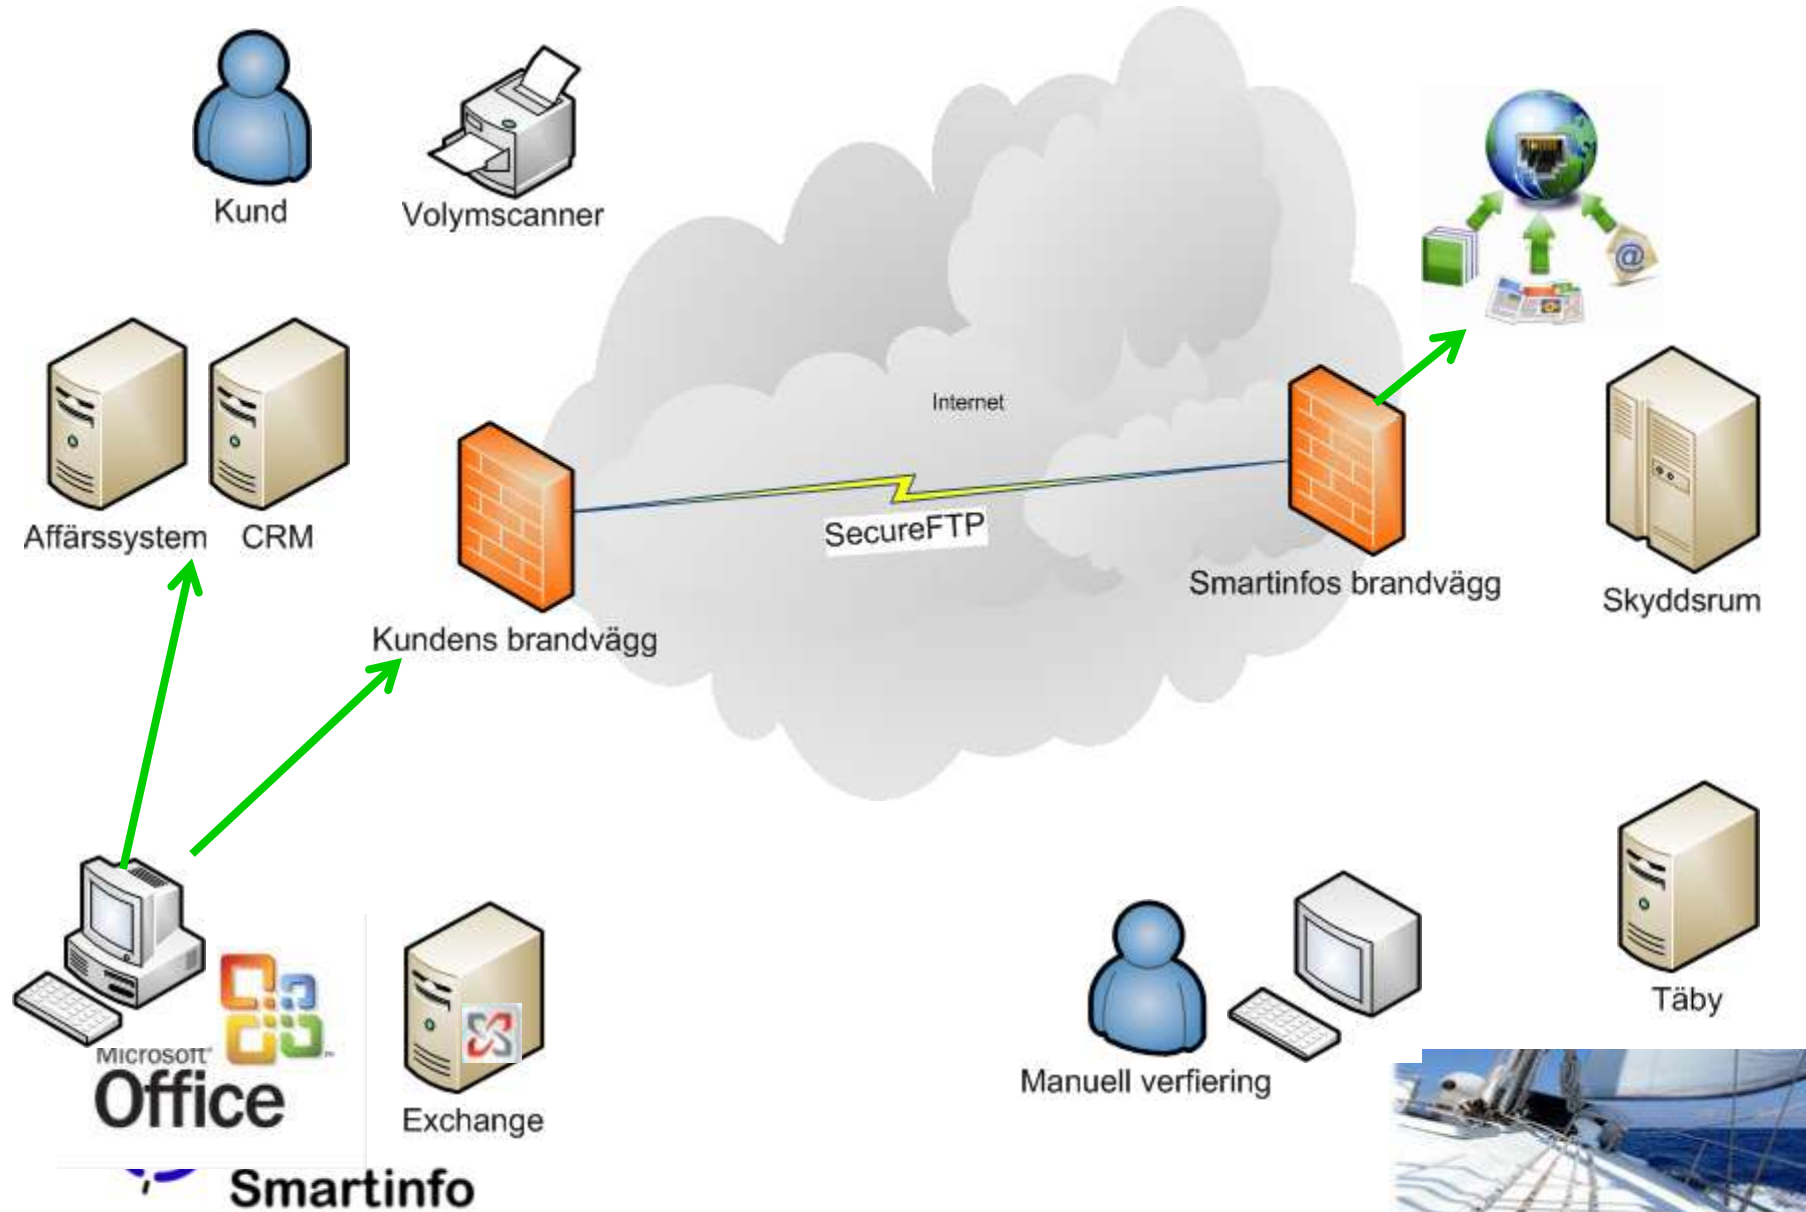 Kund
Volymscanner
@
Internet
Affärssystem
CRM
SecureFTP
Smartinfos brandvägg
Skyddsrum
Kundens brandvägg
Täby
Microsoft
Office
Exchange
Manuell verfiering
Smartinfo